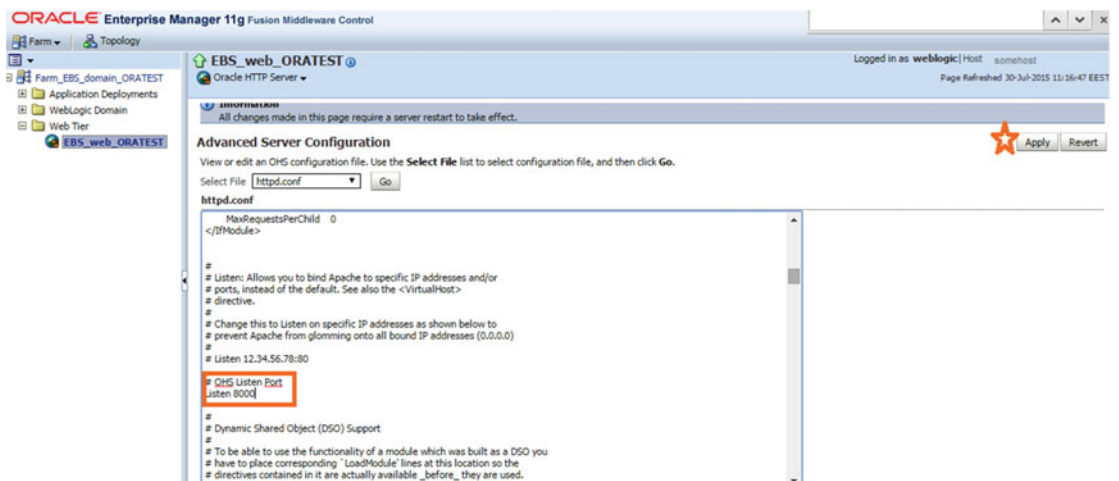 ORACLE Enterprise Manager 11g Fusion Middleware Control
Farm Topology
Farm_EBS_domain_ORATEST
Application Deployments
WebLogic Domain
Web Tier
EBS_web_ORATEST
EBS_web_ORATEST
Oracle HTTP Server
Logged in as weblogic| Host somehost
Page Refreshed 30-Jul-2015 11:16:47 EEST
Information
All changes made in this page require a server restart to take effect.
Advanced Server Configuration
Apply Revert
View or edit an OHS configuration file. Use the Select File list to select configuration file, and then click Go.
Select File httpd.conf Go
httpd.conf
MaxRequestsPerChild 0
</IfModule>
#
# Listen: Allows you to bind Apache to specific IP addresses and/or
# ports, instead of the default. See also the <VirtualHost>
# directive.
#
# Change this to Listen on specific IP addresses as shown below to
# prevent Apache from glomming onto all bound IP addresses (0.0.0.0)
#
# Listen 12.34.56.78:80
# OHS Listen Port
Listen 8000
#
# Dynamic Shared Object (DSO) Support
#
# To be able to use the functionality of a module which was built as a DSO you
# have to place corresponding `LoadModule' lines at this location so the
# directives contained in it are actually available _before_ they are used.